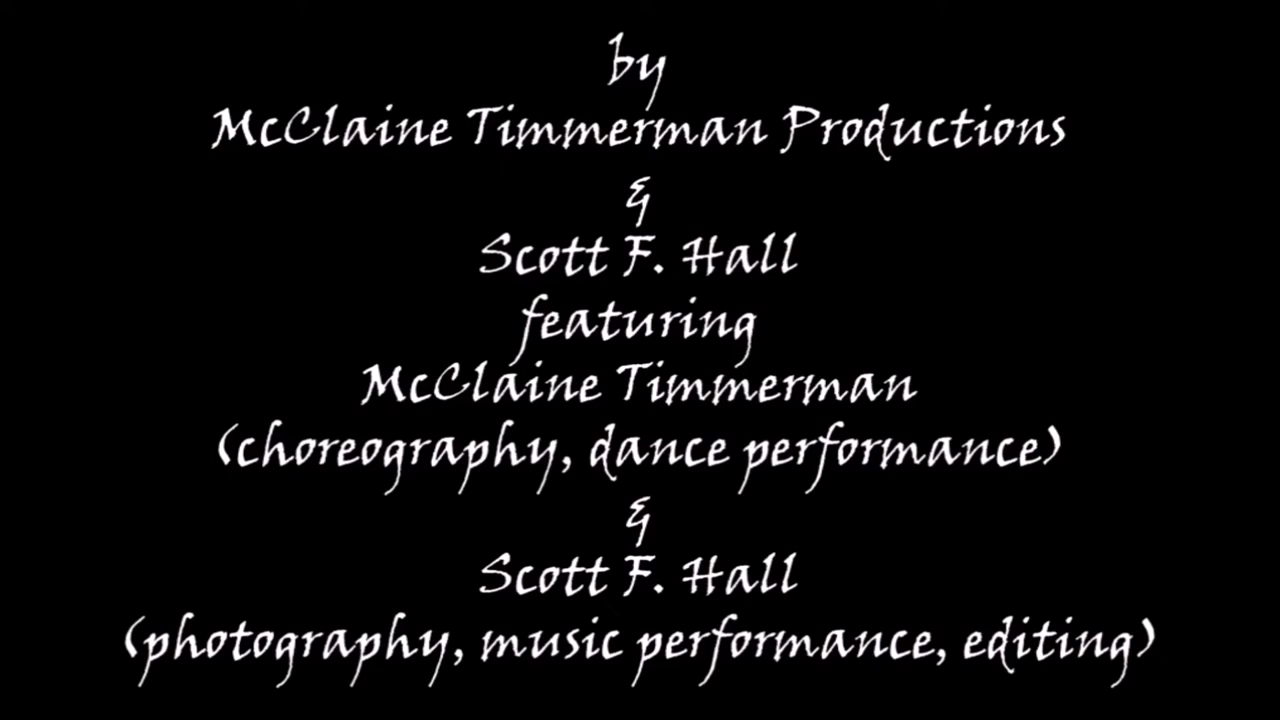 by
McClaine Timmerman Productions
&
Scott F. Hall
featuring
McClaine Timmerman
(choreography, dance performance)
&
Scott F. Hall
(photography, music performance, editing)